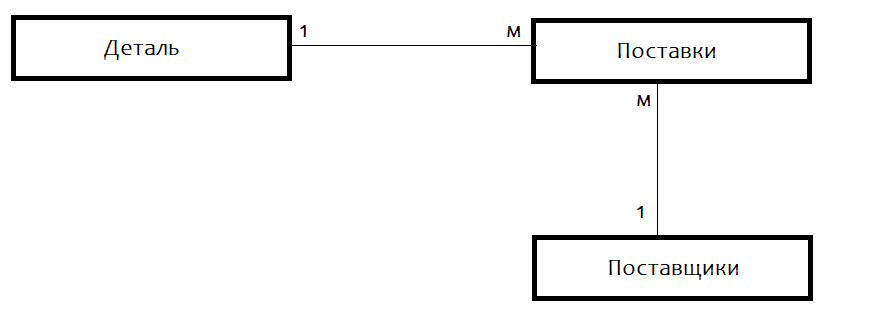 Деталь
1
м
Поставки
м
1
Поставщики